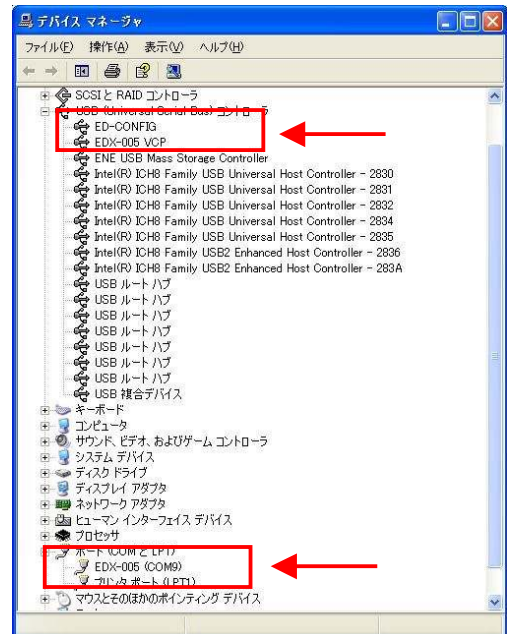 デバイス マネージャ
ファイル(F) 操作(A) 表示(V) ヘルプ(H)
SCSI と RAID コントローラ
USB (Universal Serial Bus) コントローラ
ED-CONFIG
EDX-005 VCP
ENE USB Mass Storage Controller
Intel(R) ICH8 Family USB Universal Host Controller - 2830
Intel(R) ICH8 Family USB Universal Host Controller - 2831
Intel(R) ICH8 Family USB Universal Host Controller - 2832
Intel(R) ICH8 Family USB Universal Host Controller - 2834
Intel(R) ICH8 Family USB Universal Host Controller - 2835
Intel(R) ICH8 Family USB2 Enhanced Host Controller - 2836
Intel(R) ICH8 Family USB2 Enhanced Host Controller - 283A
USB ルート ハブ
USB ルート ハブ
USB ルート ハブ
USB ルート ハブ
USB ルート ハブ
USB ルート ハブ
USB ルート ハブ
USB 複合デバイス
キーボード
コンピュータ
サウンド、ビデオ、およびゲーム コントローラ
システム デバイス
ディスク ドライブ
ディスプレイ アダプタ
ネットワーク アダプタ
ヒューマン インターフェイス デバイス
プロセッサ
ポート (COM と LPT)
EDX-005 (COM9)
プリンタ ポート (LPT1)
マウスとそのほかのポインティング デバイス